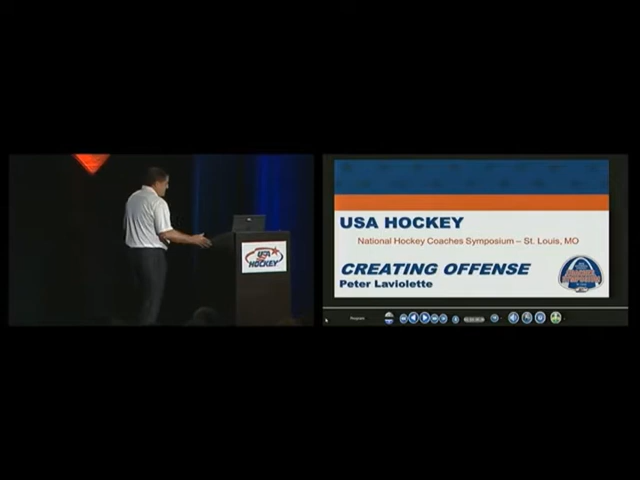 USA
HOCKEY
USA HOCKEY
National Hockey Coaches Symposium – St. Louis, MO
CREATING OFFENSE
Peter Laviolette